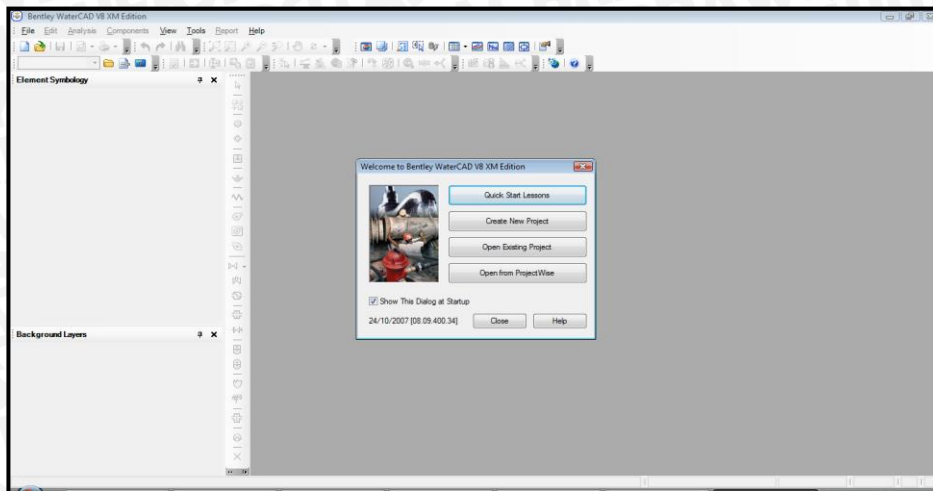 Bentley WaterCAD V8 XM Edition
File Edit Analysis Components View Tools Report Help
Element Symbology
Welcome to Bentley WaterCAD V8 XM Edition
Quick Start Lessons
Create New Project
Open Existing Project
Open from ProjectWise
Show This Dialog at Startup
24/10/2007 [08.09.400.34] Close Help
Background Layers